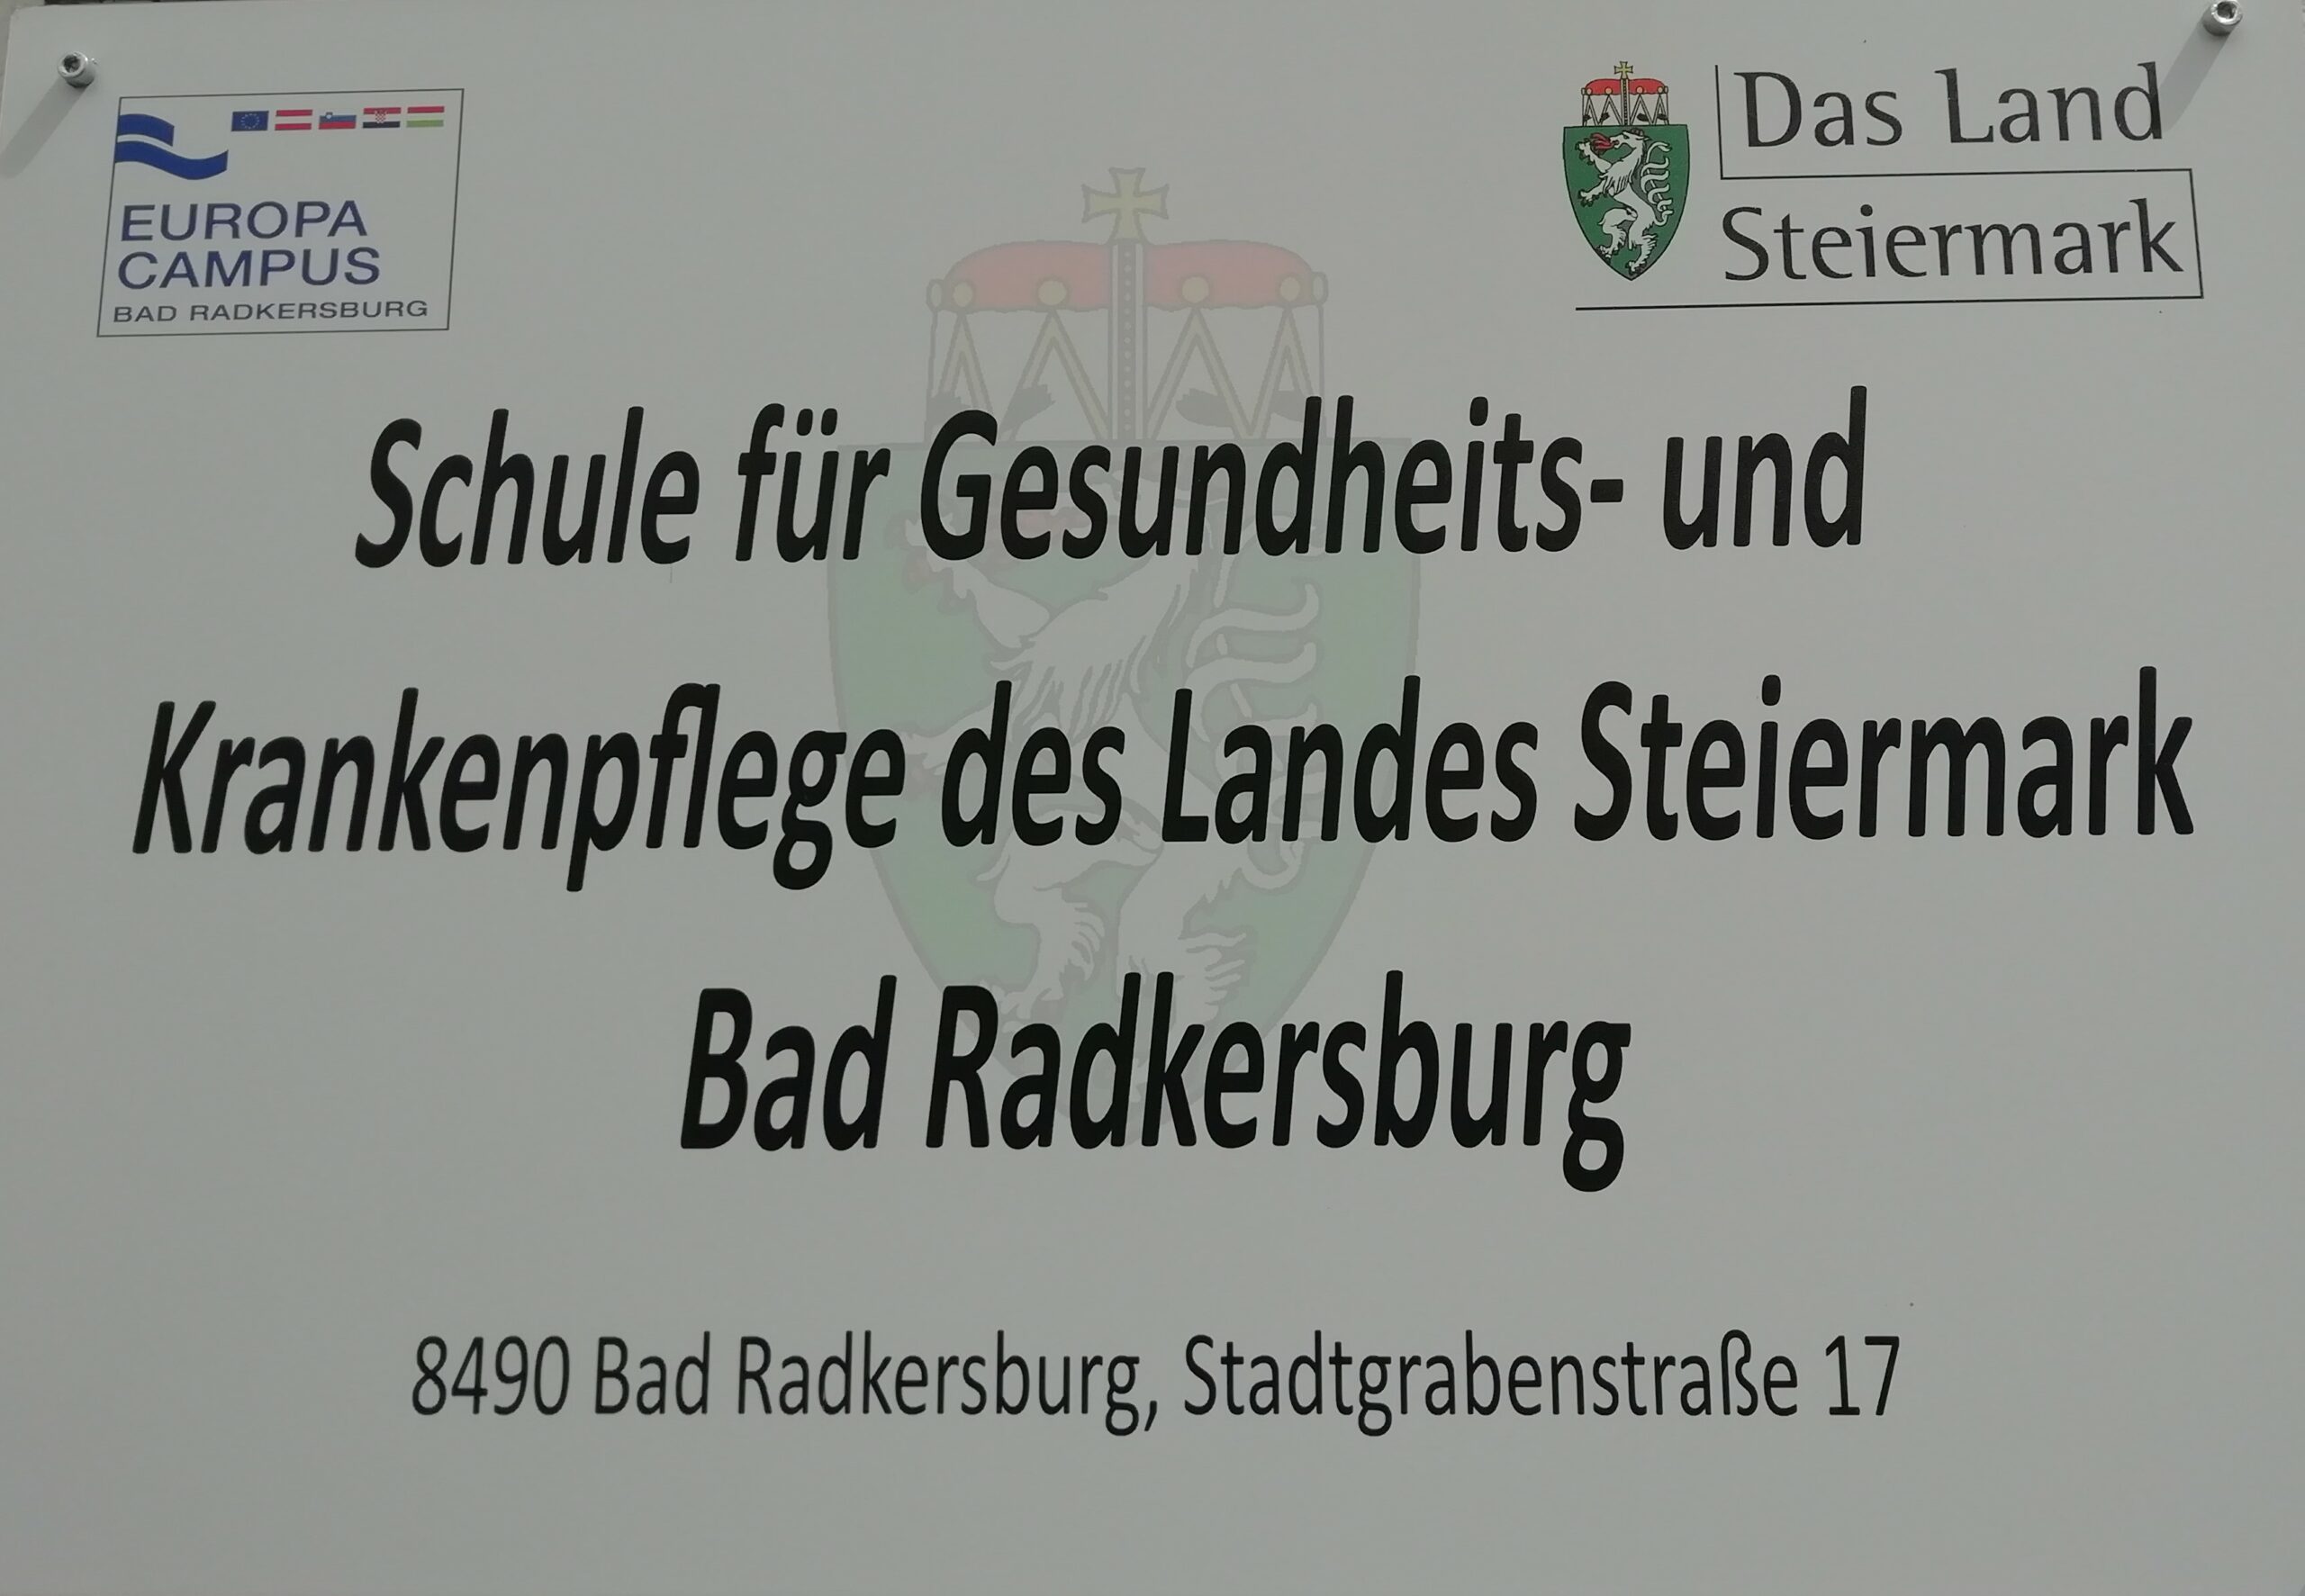 EUROPA
CAMPUS
BAD RADKERSBURG
Das Land
Steiermark
Schule für Gesundheits- und
Krankenpflege des Landes Steiermark
Bad Radkersburg
8490 Bad Radkersburg, Stadtgrabenstraße 17